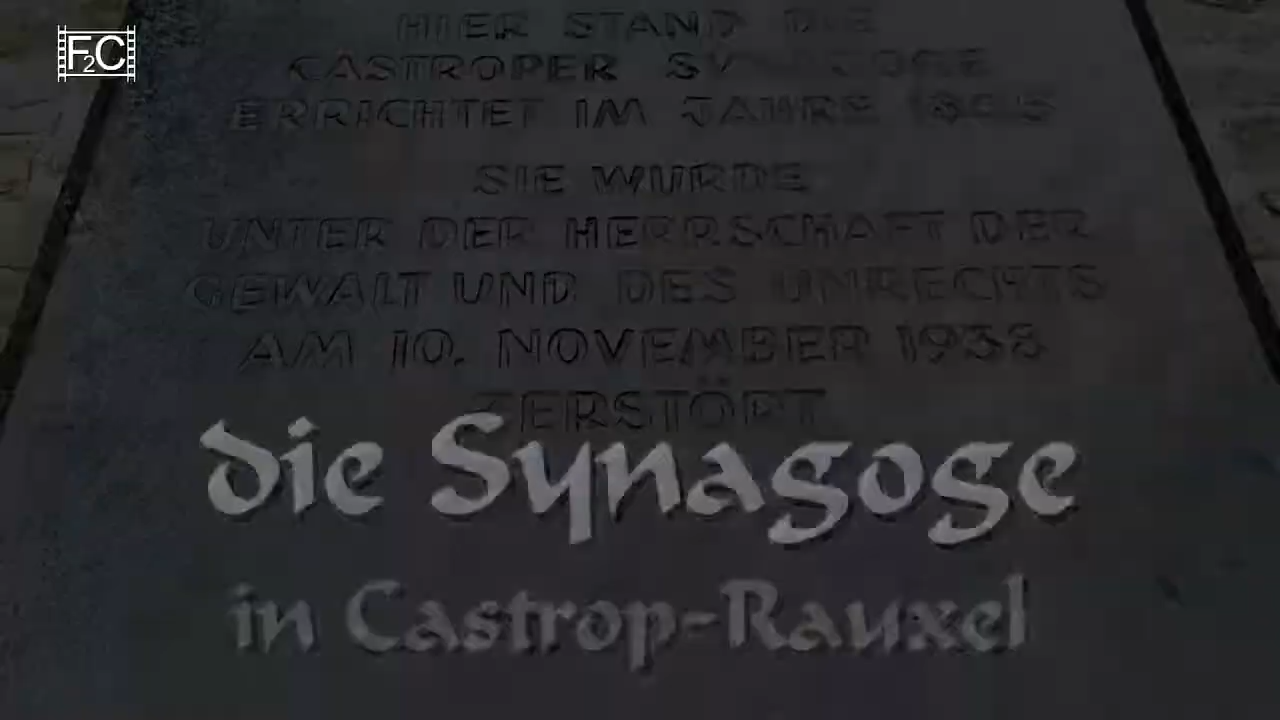 F2C
HIER STAND DIE
CASTROPER SYNAGOGE
ERRICHTET IM JAHRE
SIE WURDE
UNTER DER HERRSCHAFT DER
GEWALT UND DES UNRECHTS
AM 10. NOVEMBER 1938
ZERSTÖRT
die Synagoge
in Castrop-Rauxel